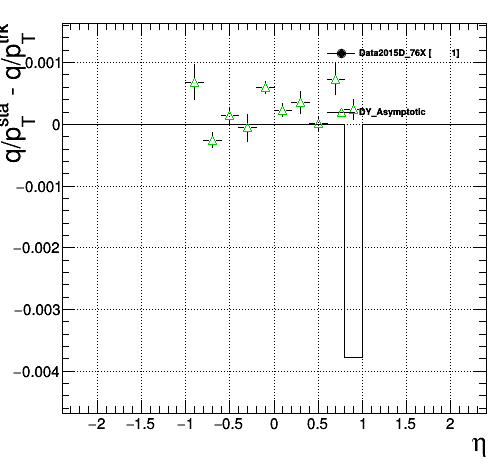 q/p_T^sta - q/p_T^trk
Data2015D_76X [ 1]
DY_Asymptotic
0.001
0
−0.001
−0.002
−0.003
−0.004
−2 −1.5 −1 −0.5 0 0.5 1 1.5 2
η